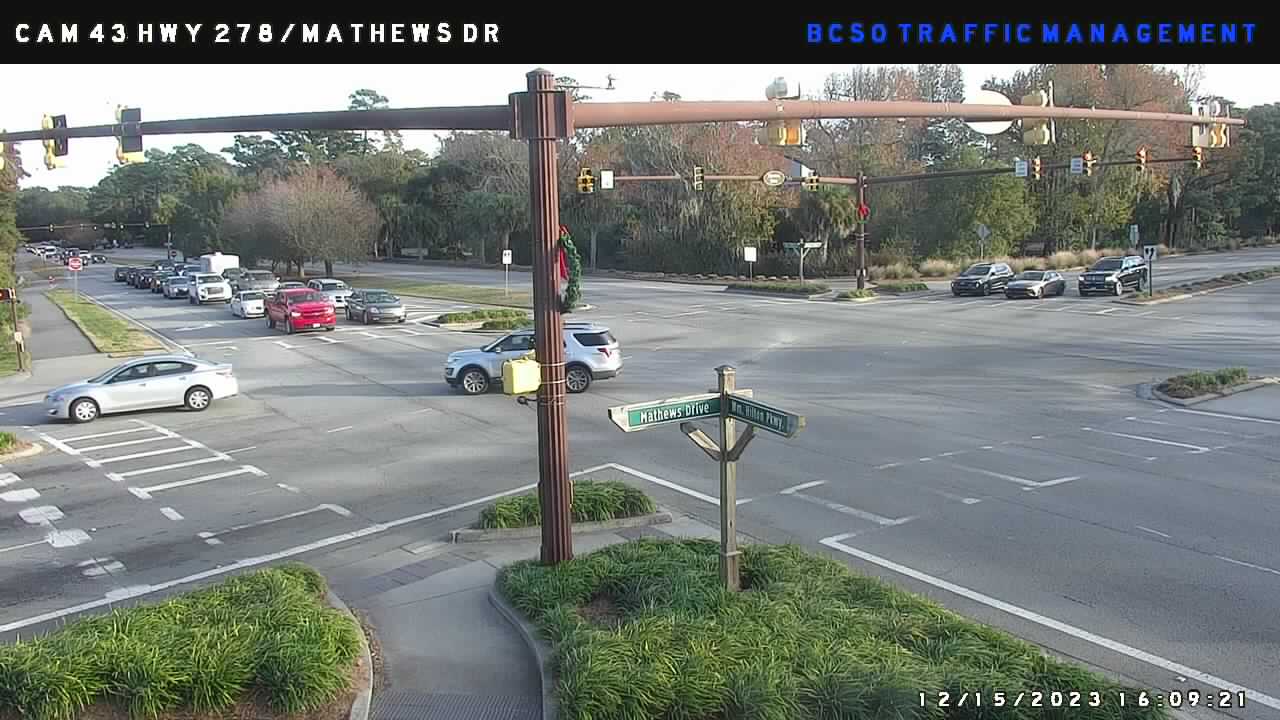 CAM 43 HWY 278/MATHEWS DR
BCSO TRAFFIC MANAGEMENT
Mathews Drive
Wm. Hilton Pkwy.
12/15/2023 16:09:21